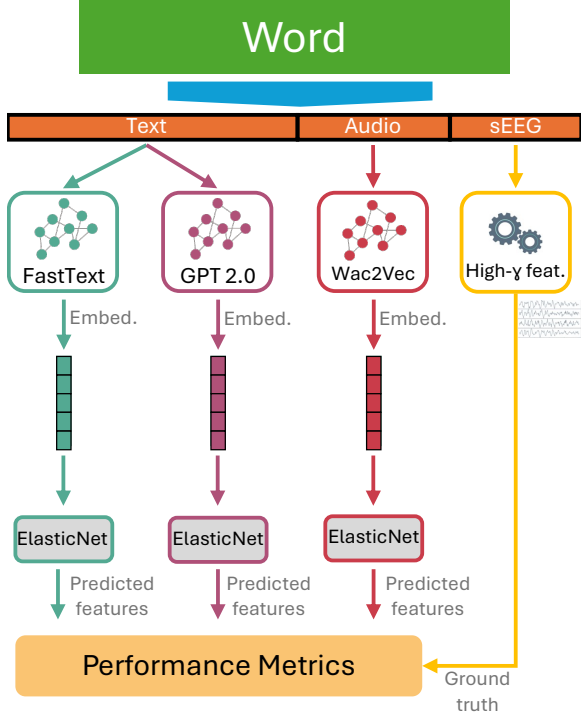 Word
Text Audio sEEG
FastText GPT 2.0 Wac2Vec High-ɣ feat.
Embed. Embed. Embed.
ElasticNet ElasticNet ElasticNet
Predicted Predicted Predicted
features features features
Performance Metrics
Ground
truth